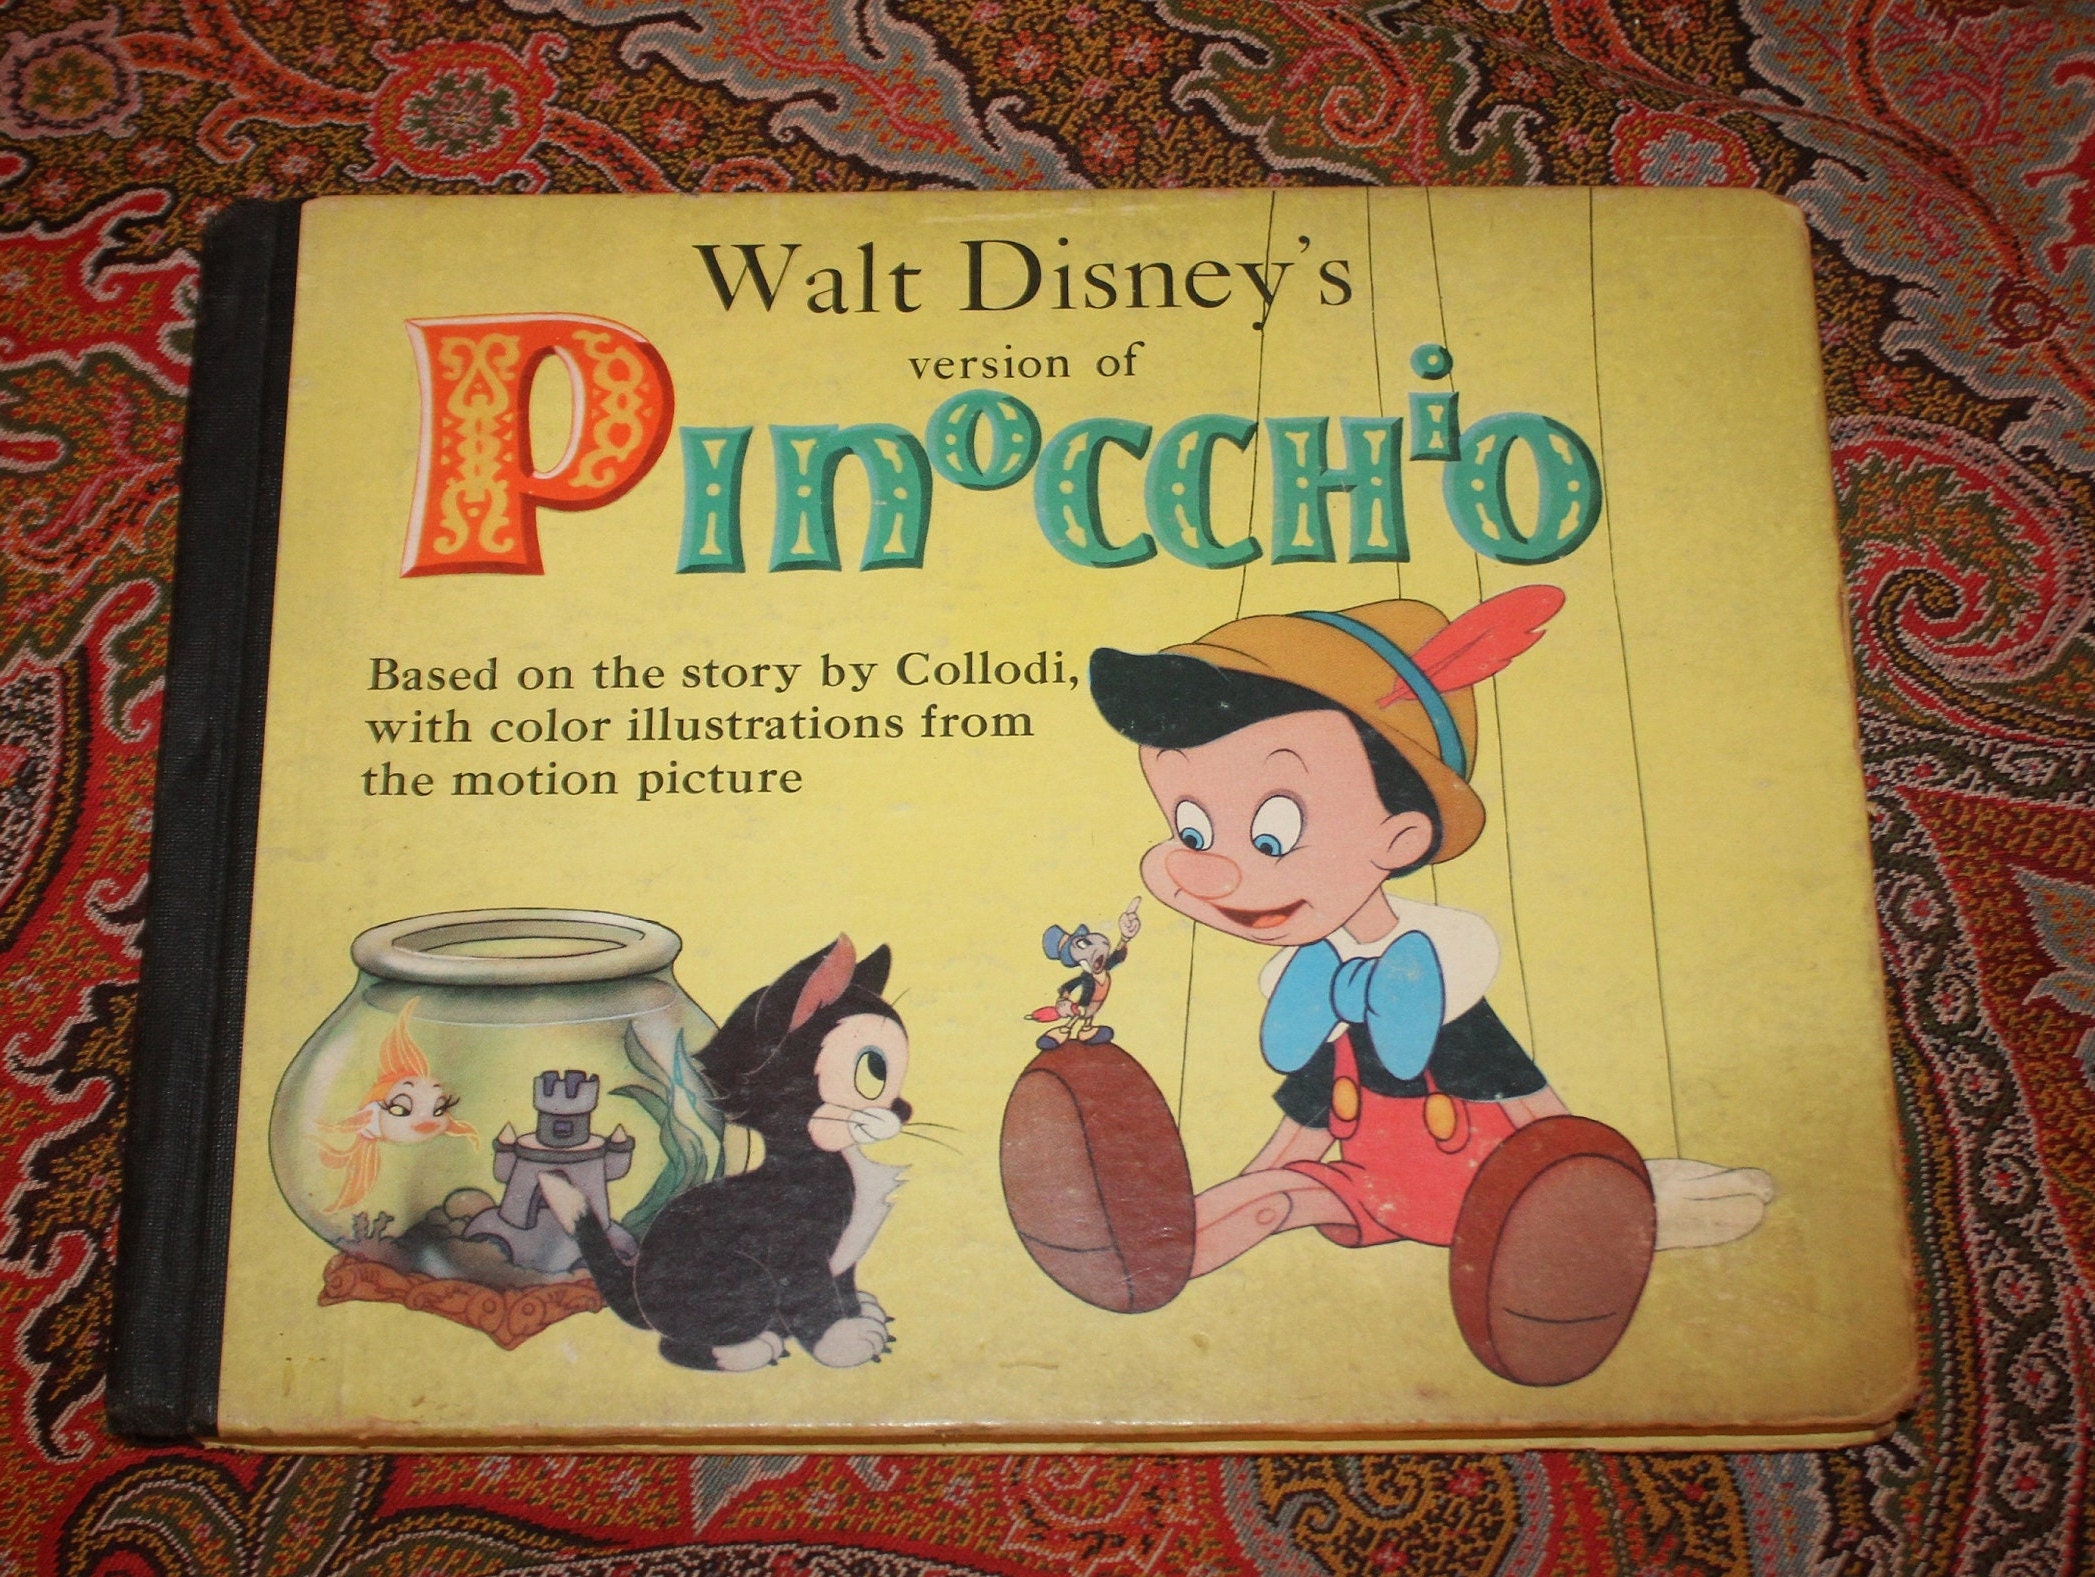 Walt Disney's
version of
PINOCCHiO
Based on the story by Collodi,
with color illustrations from
the motion picture